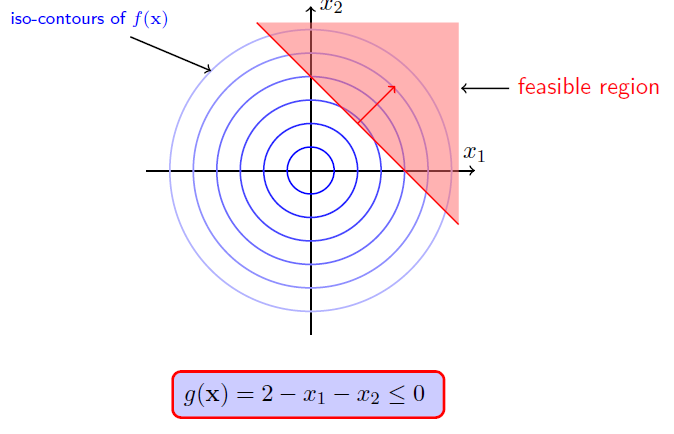 x₂
iso-contours of f(𝐱)
feasible region
x₁
g(𝐱) = 2 − x₁ − x₂ ≤ 0